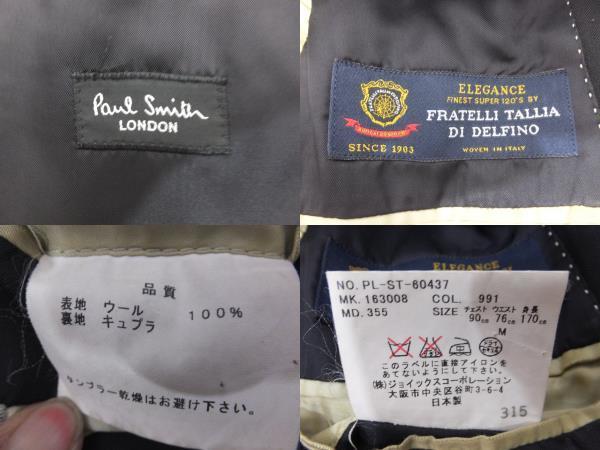 Paul Smith
LONDON
ELEGANCE
FINEST SUPER 120'S BY
FRATELLI TALLIA
DI DELFINO
SINCE 1903
WOVEN IN ITALY
品質
表地 ウール 100%
裏地 キュプラ
タンブラー乾燥はお避け下さい。
ELEGANCE
NO. PL-ST-60437
MK. 163008 COL. 991
MD. 355 SIZE チェスト ウエスト 身長
90cm 76cm 170cm
M
このラベルに直接アイロンを
あてないようにして下さい。
(株)ジョイックスコーポレーション
大阪市中央区谷町3-6-4
日本製
315